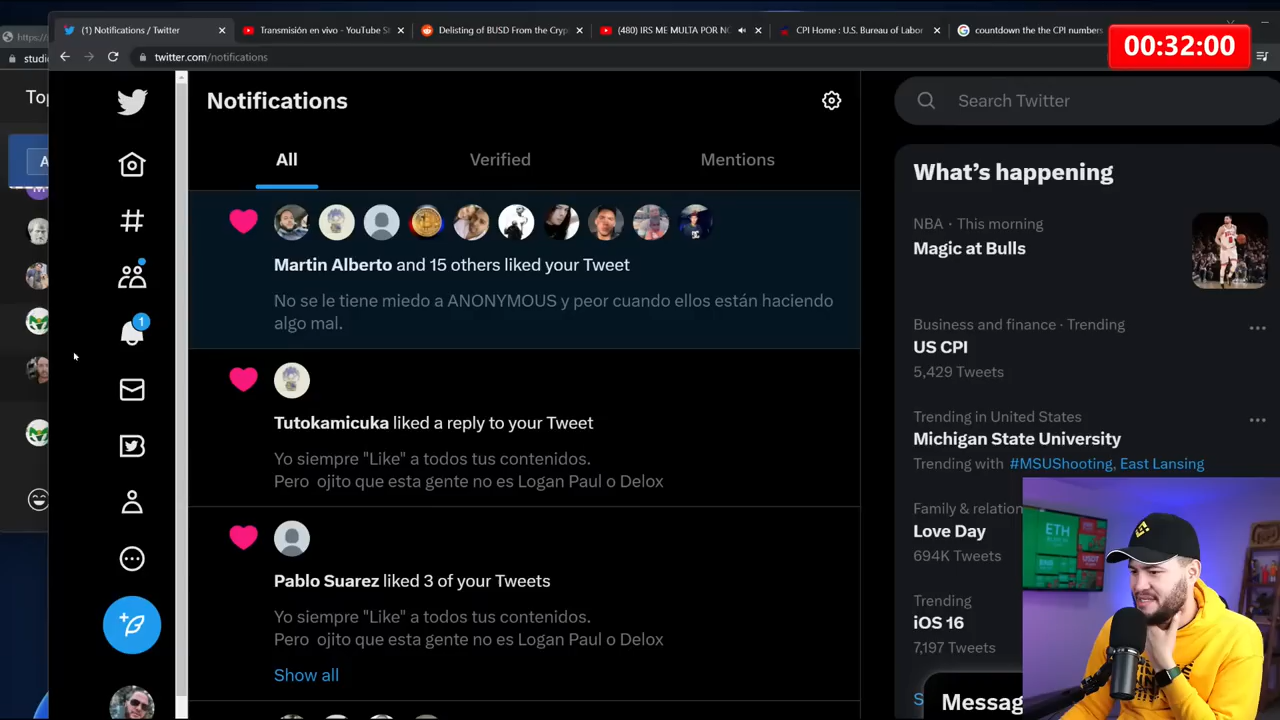 (1) Notifications / Twitter
Transmisión en vivo - YouTube St
Delisting of BUSD From the Cryp
(480) IRS ME MULTA POR NO
CPI Home : U.S. Bureau of Labor
countdown the the CPI numbers
00:32:00
https:
studi
twitter.com/notifications
To
Notifications
Search Twitter
All
Verified
Mentions
What's happening
NBA · This morning
Magic at Bulls
Martin Alberto and 15 others liked your Tweet
No se le tiene miedo a ANONYMOUS y peor cuando ellos están haciendo
algo mal.
Business and finance · Trending
US CPI
5,429 Tweets
1
Tutokamicuka liked a reply to your Tweet
Yo siempre "Like" a todos tus contenidos.
Pero ojito que esta gente no es Logan Paul o Delox
Trending in United States
Michigan State University
Trending with #MSUShooting, East Lansing
Family & relation
Love Day
694K Tweets
ETH
Pablo Suarez liked 3 of your Tweets
Yo siempre "Like" a todos tus contenidos.
Pero ojito que esta gente no es Logan Paul o Delox
Show all
Trending
iOS 16
7,197 Tweets
S
Messag